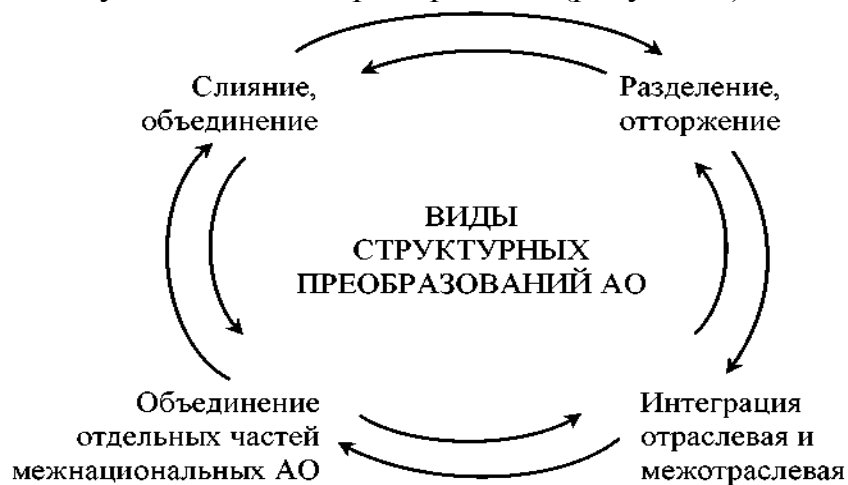 Слияние,
объединение
Разделение,
отторжение
ВИДЫ
СТРУКТУРНЫХ
ПРЕОБРАЗОВАНИЙ АО
Объединение
отдельных частей
межнациональных АО
Интеграция
отраслевая и
межотраслевая